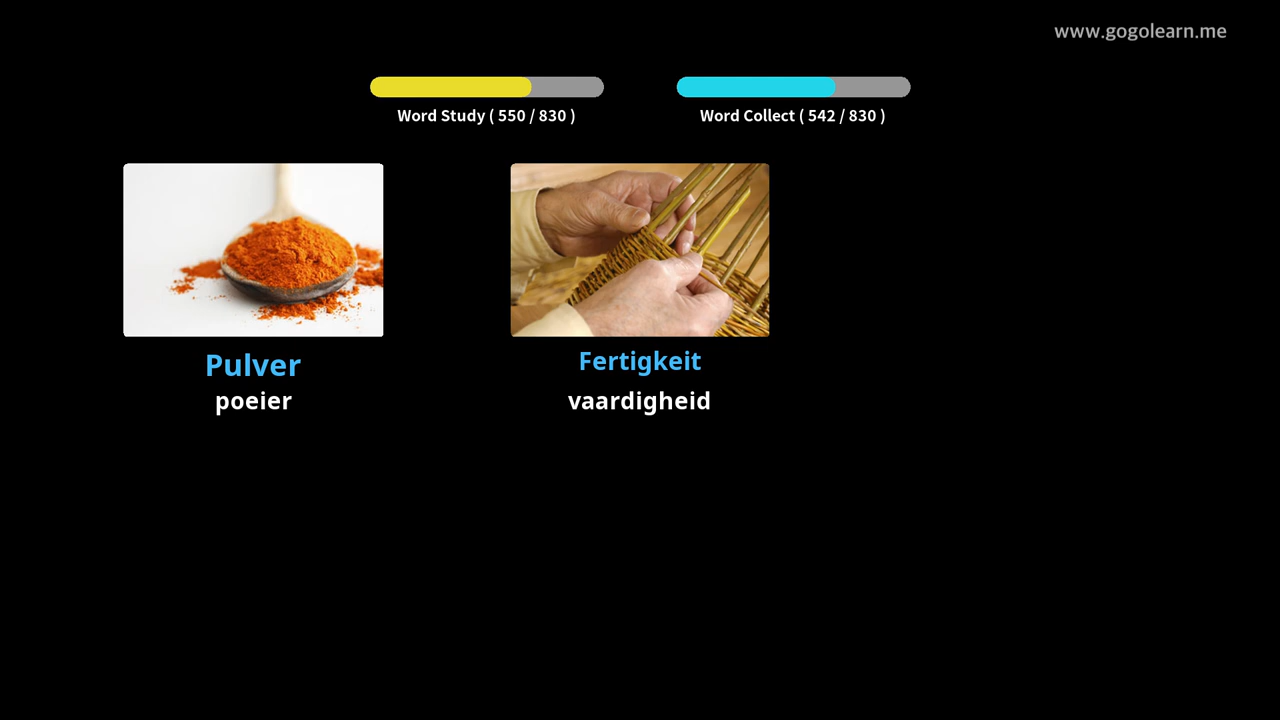 www.gogolearn.me
Word Study ( 550 / 830 )
Word Collect ( 542 / 830 )
Pulver
poeier
Fertigkeit
vaardigheid